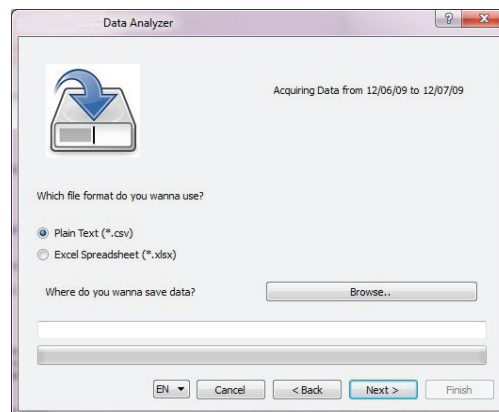 Data Analyzer
Acquiring Data from 12/06/09 to 12/07/09
Which file format do you wanna use?
Plain Text (*.csv)
Excel Spreadsheet (*.xlsx)
Where do you wanna save data? Browse..
EN Cancel < Back Next > Finish